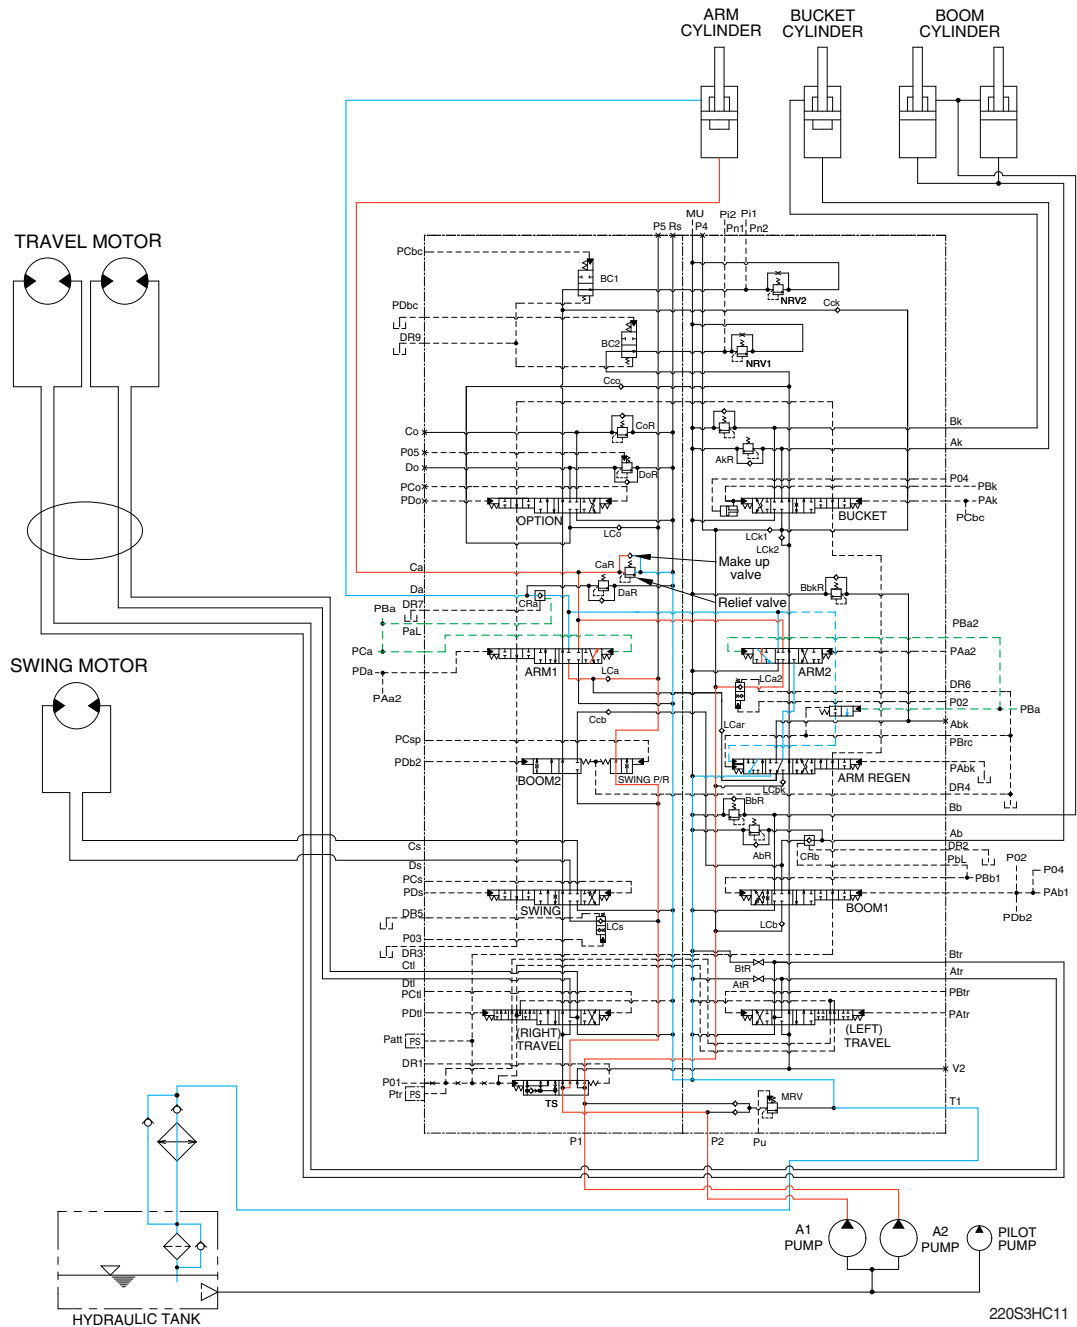 ARM
CYLINDER
BUCKET
CYLINDER
BOOM
CYLINDER
TRAVEL MOTOR
SWING MOTOR
P5 Rs
MU
P4
Pi2
Pn1
Pi1
Pn2
PCbc
BC1
NRV2
Cck
PDbc
DR9
BC2
NRV1
Cco
Co
CoR
Bk
P05
Do
DoR
AkR
Ak
PCo
PDo
OPTION
P04
PBk
PAk
PCbc
BUCKET
LCo
LCk1
LCk2
Ca
CaR
Make up
valve
Da
DaR
Relief valve
BbkR
PBa
DR7
CRa
PaL
PBa2
PCa
PDa
ARM1
LCa
ARM2
PAa2
PAa2
LCa2
DR6
P02
PBa
Ccb
LCar
Abk
PCsp
PBrc
PDb2
BOOM2
SWING P/R
ARM REGEN
PAbk
LCbk
DR4
BbR
Bb
AbR
CRb
Ab
Cs
DR2
Ds
PbL
PCs
PDs
SWING
PBb1
P02
P04
PAb1
BOOM1
PDb2
DR5
LCs
LCb
P03
DR3
Ctl
BtR
Btr
Dtl
AtR
Atr
PCtl
PBtr
PDtl
(RIGHT)
TRAVEL
(LEFT)
TRAVEL
PAtr
Patt
PS
DR1
P01
Ptr
PS
TS
V2
MRV
T1
P1
P2
Pu
A1
PUMP
A2
PUMP
PILOT
PUMP
HYDRAULIC TANK
220S3HC11